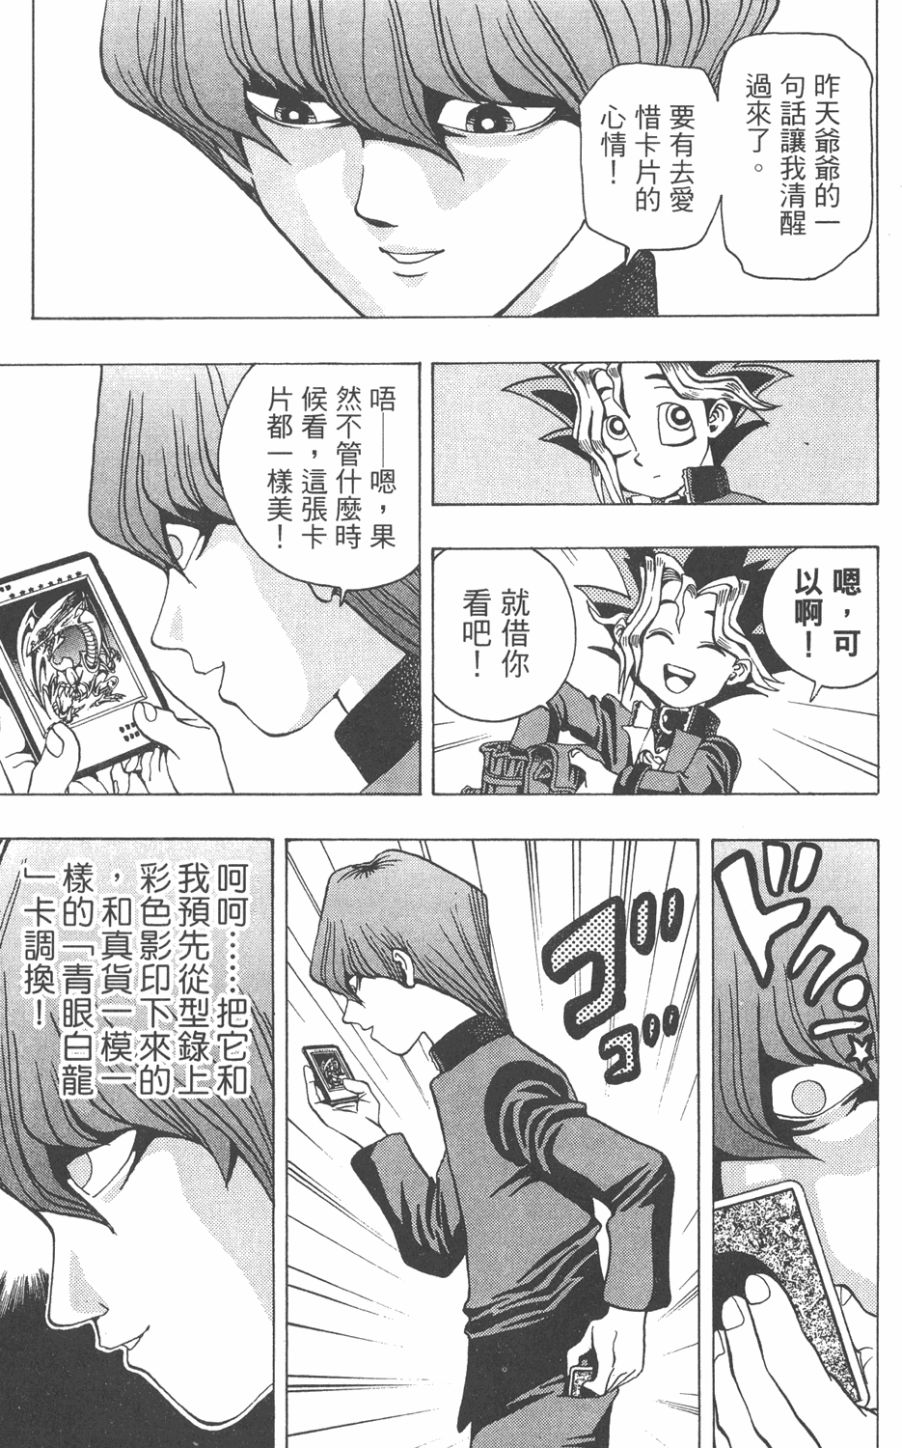 昨天爺爺的一
句話讓我清醒
過來了。
要有去愛
惜卡片的
心情！
嗯，可
以啊！
就借你
看吧！
唔──嗯，果
然不管什麼時
候看，這張卡
片都一樣美！
ドクン
ゴゴゴゴ
呵呵……把它和
我預先從型錄上
彩色影印下來的
，和真貨一模一
樣的「青眼白龍
」卡調換！